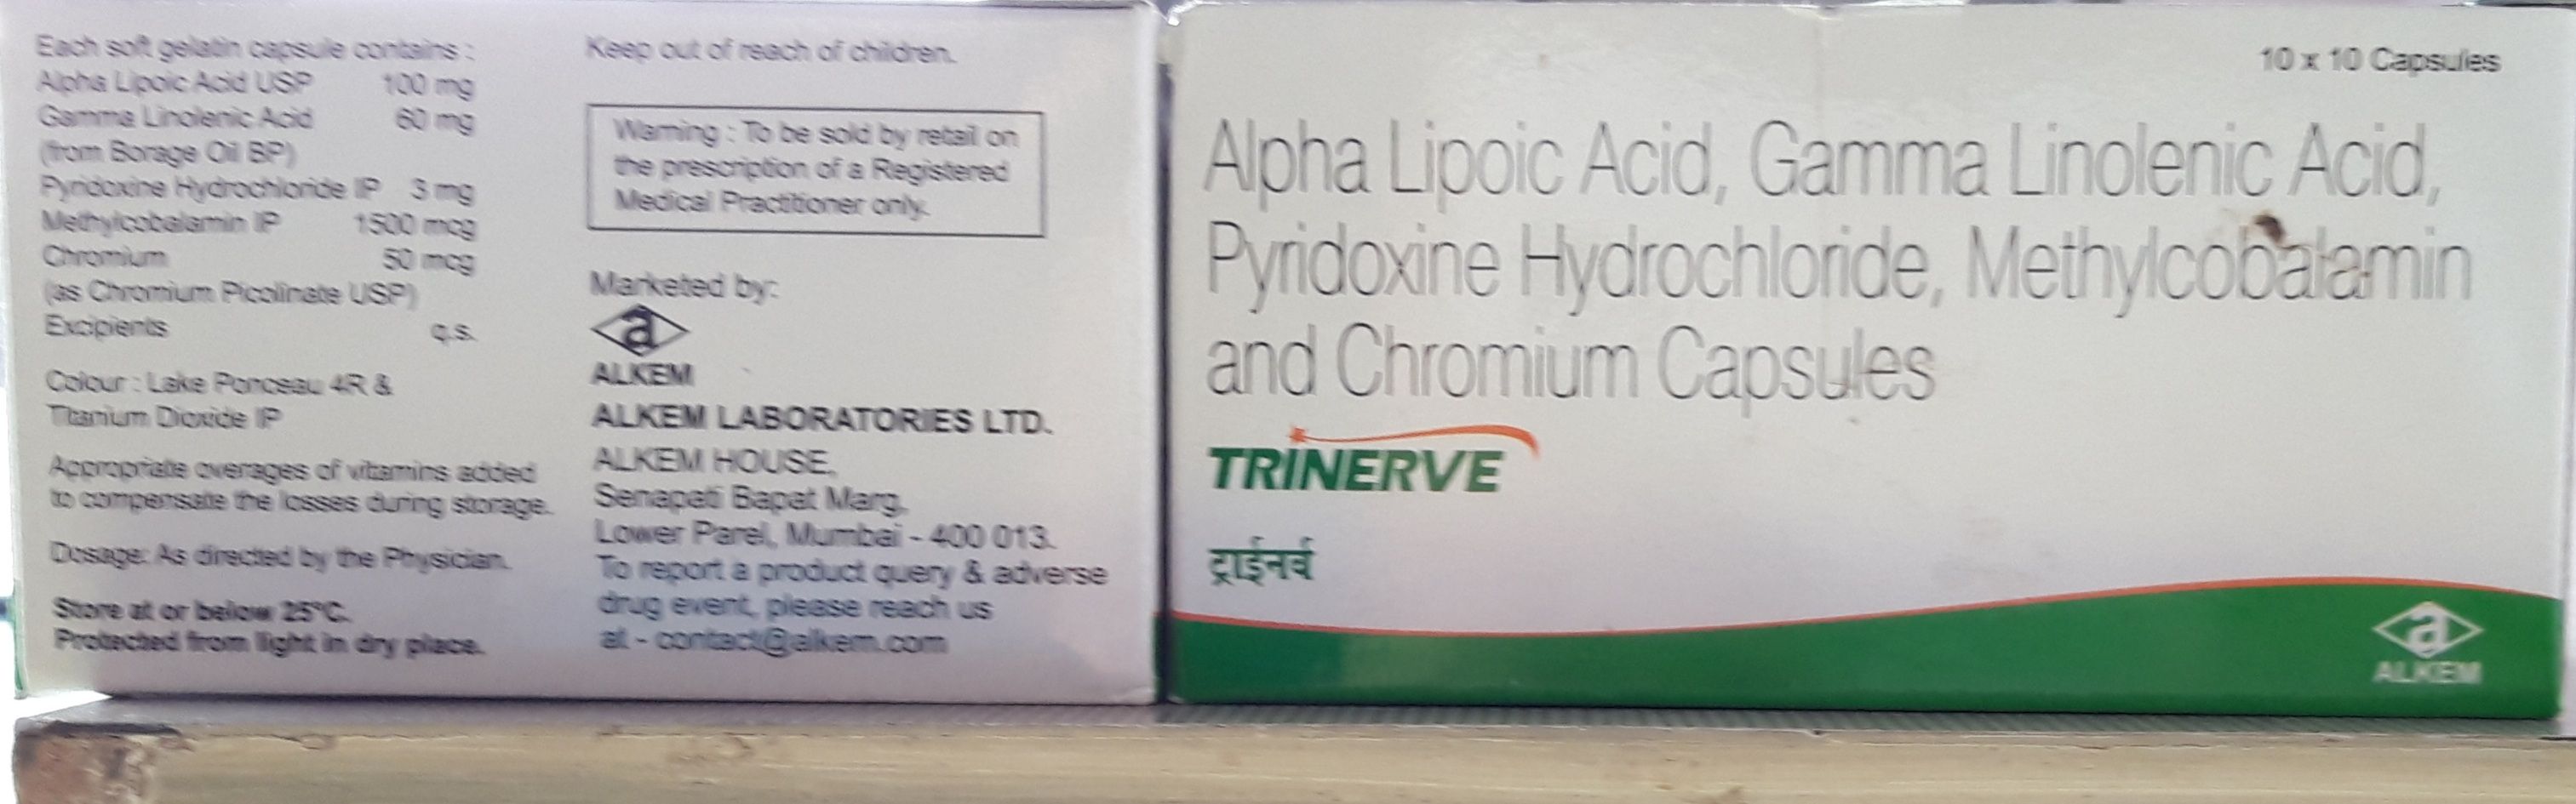 Each soft gelatin capsule contains :
Alpha Lipoic Acid USP 100 mg
Gamma Linolenic Acid 60 mg
(from Borage Oil BP)
Pyridoxine Hydrochloride IP 3 mg
Methylcobalamin IP 1500 mcg
Chromium 50 mcg
(as Chromium Picolinate USP)
Excipients q.s.
Colour : Lake Ponceau 4R &
Titanium Dioxide IP
Appropriate overages of vitamins added
to compensate the losses during storage.
Dosage: As directed by the Physician.
Store at or below 25°C.
Protected from light in dry place.
Keep out of reach of children.
Warning : To be sold by retail on
the prescription of a Registered
Medical Practitioner only.
Marketed by:
a
ALKEM
ALKEM LABORATORIES LTD.
ALKEM HOUSE,
Senapati Bapat Marg,
Lower Parel, Mumbai - 400 013.
To report a product query & adverse
drug event, please reach us
at - contact@alkem.com
10 x 10 Capsules
Alpha Lipoic Acid, Gamma Linolenic Acid,
Pyridoxine Hydrochloride, Methylcobalamin
and Chromium Capsules
TRINERVE
ट्राईनर्व
a
ALKEM